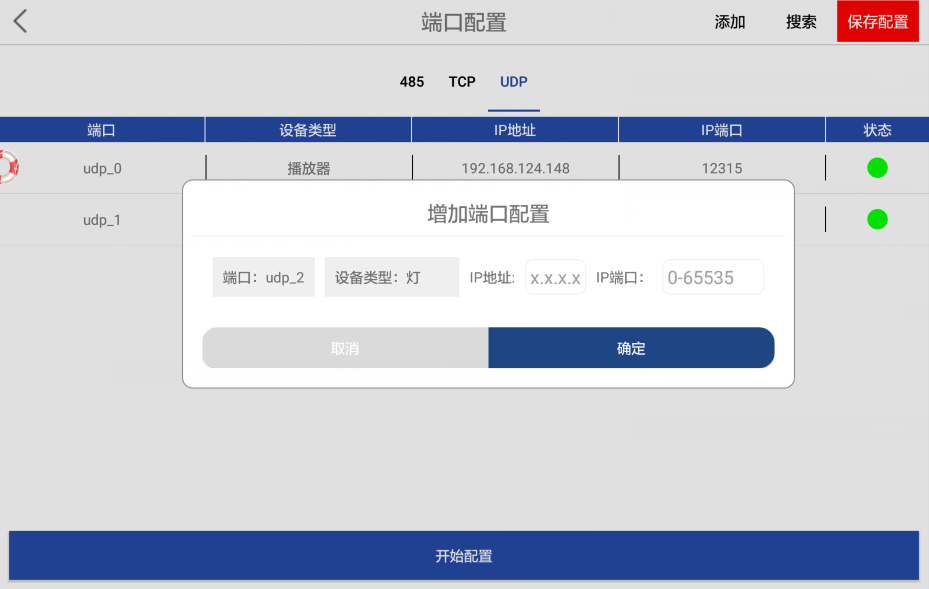 端口配置 添加 搜索 保存配置
485 TCP UDP
端口 设备类型 IP地址 IP端口 状态
udp_0 播放器 192.168.124.148 12315
udp_1
增加端口配置
端口：udp_2 设备类型：灯 IP地址: x.x.x.x IP端口： 0-65535
取消 确定
开始配置